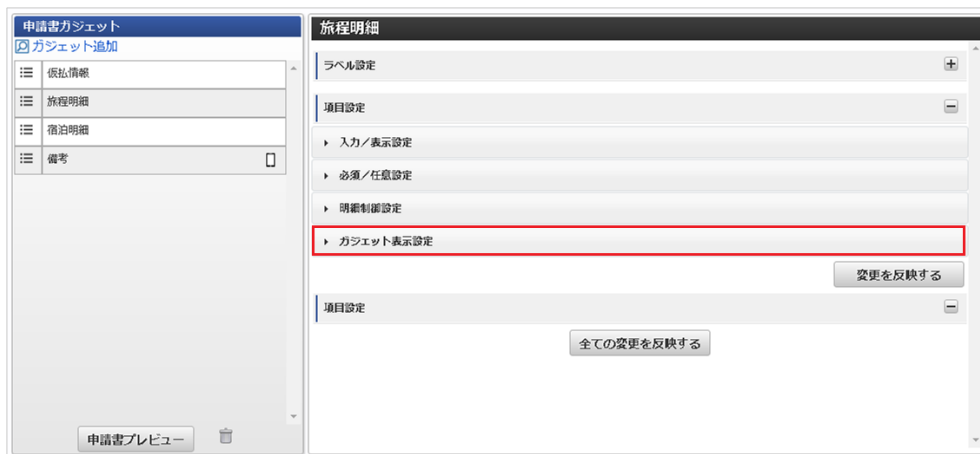 申請書ガジェット
ガジェット追加
仮払情報
旅程明細
宿泊明細
備考
申請書プレビュー
旅程明細
ラベル設定
項目設定
入力／表示設定
必須／任意設定
明細制御設定
ガジェット表示設定
変更を反映する
項目設定
全ての変更を反映する